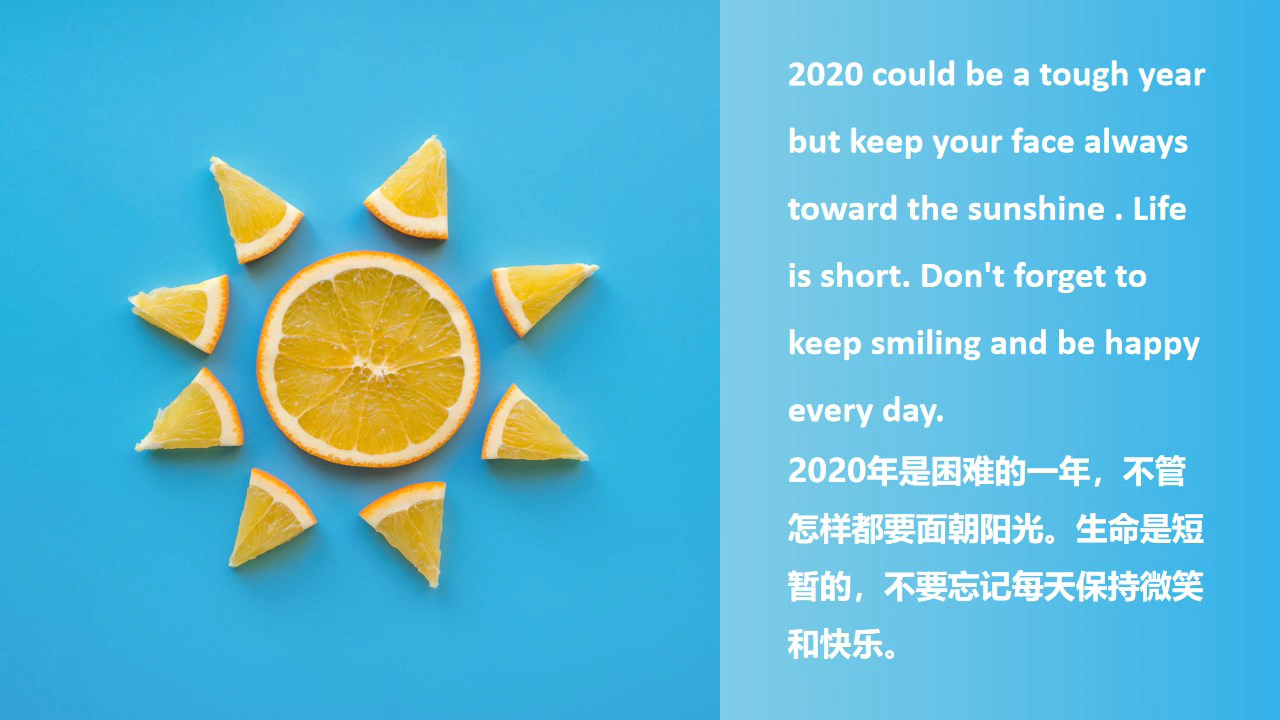 2020 could be a tough year
but keep your face always
toward the sunshine . Life
is short. Don't forget to
keep smiling and be happy
every day.
2020年是困难的一年，不管
怎样都要面朝阳光。生命是短
暂的，不要忘记每天保持微笑
和快乐。